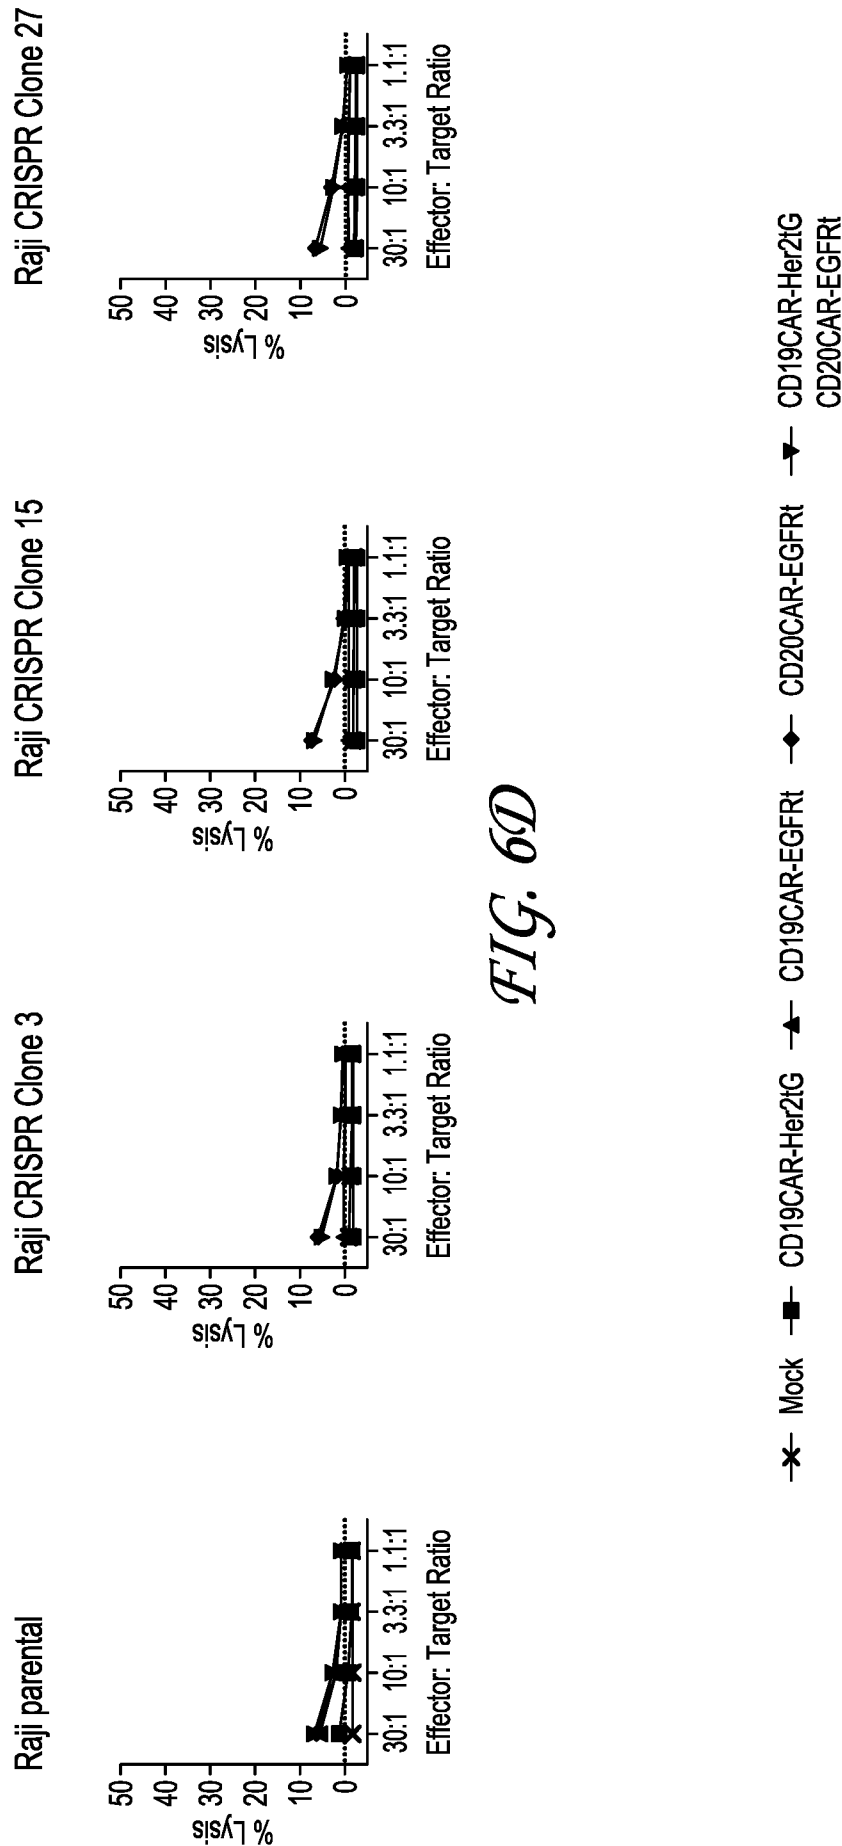 Raji parental
50
40
30
20
10
0
% Lysis
30:1 10:1 3.3:1 1.1:1
Effector: Target Ratio
Raji CRISPR Clone 3
50
40
30
20
10
0
% Lysis
30:1 10:1 3.3:1 1.1:1
Effector: Target Ratio
Raji CRISPR Clone 15
50
40
30
20
10
0
% Lysis
30:1 10:1 3.3:1 1.1:1
Effector: Target Ratio
Raji CRISPR Clone 27
50
40
30
20
10
0
% Lysis
30:1 10:1 3.3:1 1.1:1
Effector: Target Ratio
FIG. 6D
Mock
CD19CAR-Her2tG
CD19CAR-EGFRt
CD20CAR-EGFRt
CD19CAR-Her2tG
CD20CAR-EGFRt